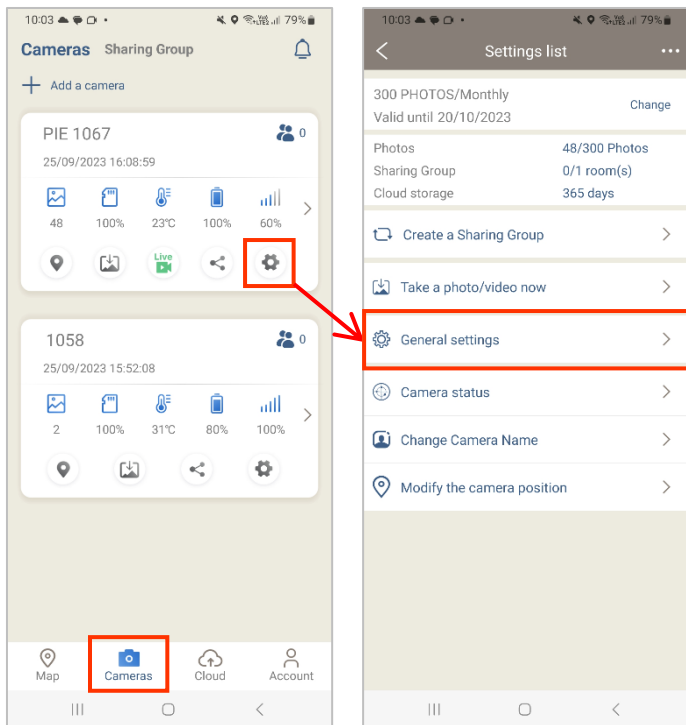 10:03
79%
Cameras Sharing Group
+ Add a camera
PIE 1067
0
25/09/2023 16:08:59
48 100% 23℃ 100% 60%
Live
1058
0
25/09/2023 15:52:08
2 100% 31℃ 80% 100%
Map Cameras Cloud Account
10:03
79%
Settings list
300 PHOTOS/Monthly
Change
Valid until 20/10/2023
Photos 48/300 Photos
Sharing Group 0/1 room(s)
Cloud storage 365 days
Create a Sharing Group
Take a photo/video now
General settings
Camera status
Change Camera Name
Modify the camera position